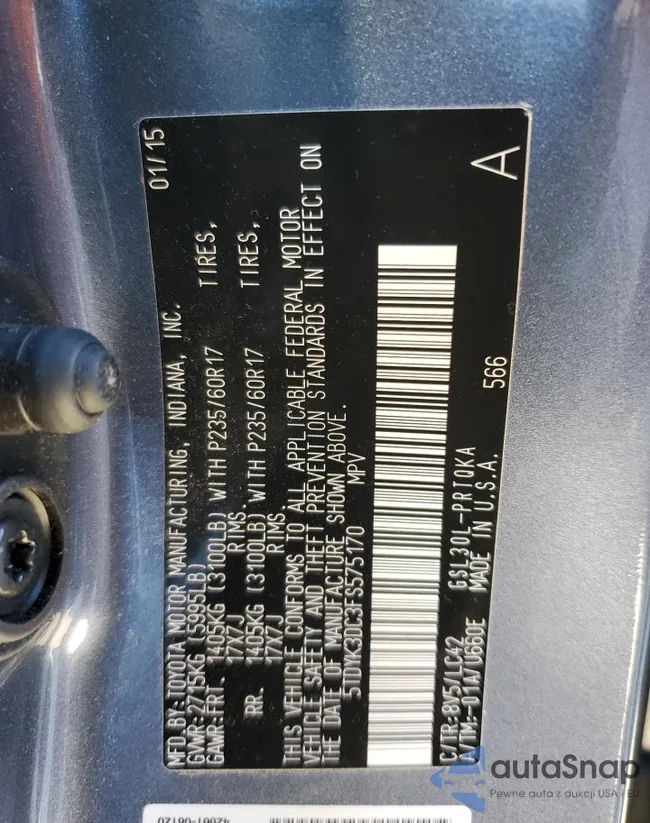 MFD.BY:TOYOTA MOTOR MANUFACTURING, INDIANA, INC. 01/15
GVWR:2715KG (5995LB)
GAWR:FRT. 1405KG (3100LB) WITH P235/60R17 TIRES,
17X7J RIMS.
RR. 1405KG (3100LB) WITH P235/60R17 TIRES,
17X7J RIMS.
THIS VEHICLE CONFORMS TO ALL APPLICABLE FEDERAL MOTOR
VEHICLE SAFETY AND THEFT PREVENTION STANDARDS IN EFFECT ON
THE DATE OF MANUFACTURE SHOWN ABOVE.
5TDYK3DC3FS575170 MPV
C/TR:8V5/LC42 GSL30L-PRTQKA
A/TM:-01A/U660E MADE IN U.S.A. 566 A
autaSnap
Pewne auta z aukcji USA i EU